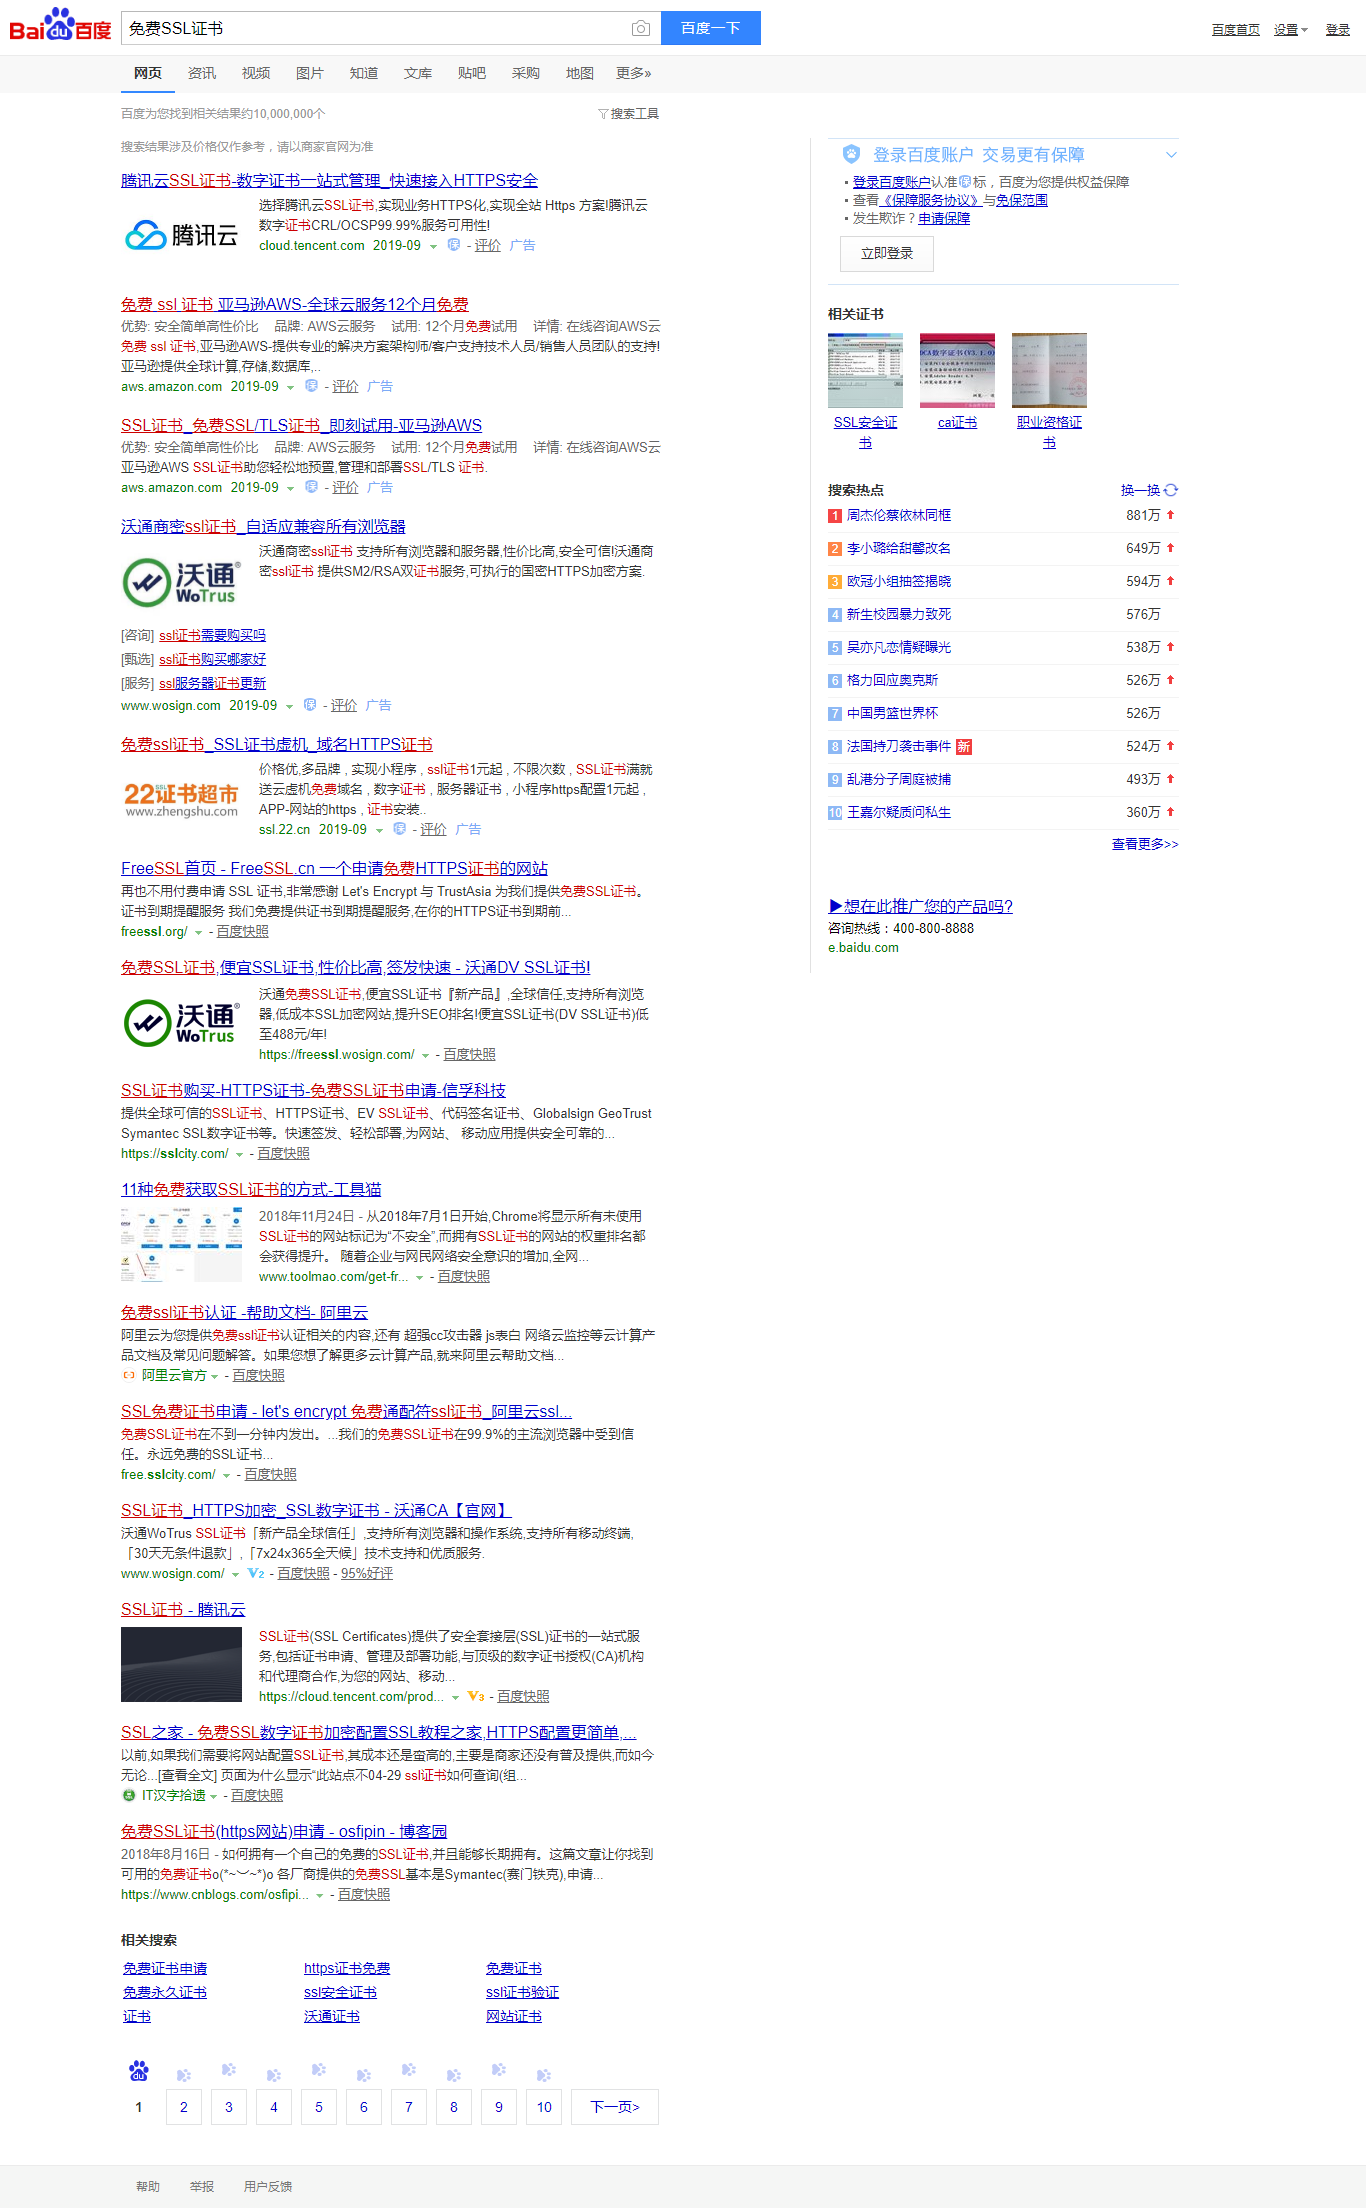 Bai du 百度
免费SSL证书
百度一下
百度首页 设置 登录
网页 资讯 视频 图片 知道 文库 贴吧 采购 地图 更多»
百度为您找到相关结果约10,000,000个
搜索工具
搜索结果涉及价格仅作参考，请以商家官网为准
腾讯云SSL证书-数字证书一站式管理_快速接入HTTPS安全
腾讯云
选择腾讯云SSL证书,实现业务HTTPS化,实现全站 Https 方案!腾讯云
数字证书CRL/OCSP99.99%服务可用性!
cloud.tencent.com 2019-09 保 - 评价 广告
免费 ssl 证书 亚马逊AWS-全球云服务12个月免费
优势: 安全简单高性价比 品牌: AWS云服务 试用: 12个月免费试用 详情: 在线咨询AWS云
免费 ssl 证书,亚马逊AWS-提供专业的解决方案架构师/客户支持技术人员/销售人员团队的支持!
亚马逊提供全球计算,存储,数据库,..
aws.amazon.com 2019-09 保 - 评价 广告
SSL证书_免费SSL/TLS证书_即刻试用-亚马逊AWS
优势: 安全简单高性价比 品牌: AWS云服务 试用: 12个月免费试用 详情: 在线咨询AWS云
亚马逊AWS SSL证书助您轻松地预置,管理和部署SSL/TLS 证书.
aws.amazon.com 2019-09 保 - 评价 广告
沃通商密ssl证书_自适应兼容所有浏览器
沃通®
WoTrus
沃通商密ssl证书 支持所有浏览器和服务器,性价比高,安全可信!沃通商
密ssl证书 提供SM2/RSA双证书服务,可执行的国密HTTPS加密方案.
[咨询] ssl证书需要购买吗
[甄选] ssl证书购买哪家好
[服务] ssl服务器证书更新
www.wosign.com 2019-09 保 - 评价 广告
免费ssl证书_SSL证书虚机_域名HTTPS证书
22证书超市
www.zhengshu.com
价格优,多品牌 , 实现小程序 , ssl证书1元起 , 不限次数 , SSL证书满就
送云虚机免费域名 , 数字证书 , 服务器证书 , 小程序https配置1元起 ,
APP-网站的https , 证书安装..
ssl.22.cn 2019-09 保 - 评价 广告
FreeSSL首页 - FreeSSL.cn 一个申请免费HTTPS证书的网站
再也不用付费申请 SSL 证书,非常感谢 Let's Encrypt 与 TrustAsia 为我们提供免费SSL证书。
证书到期提醒服务 我们免费提供证书到期提醒服务,在你的HTTPS证书到期前...
freessl.org/ - 百度快照
免费SSL证书,便宜SSL证书,性价比高,签发快速 - 沃通DV SSL证书!
沃通®
WoTrus
沃通免费SSL证书,便宜SSL证书『新产品』,全球信任,支持所有浏览
器,低成本SSL加密网站,提升SEO排名!便宜SSL证书(DV SSL证书)低
至488元/年!
https://freessl.wosign.com/ - 百度快照
SSL证书购买-HTTPS证书-免费SSL证书申请-信孚科技
提供全球可信的SSL证书、HTTPS证书、EV SSL证书、代码签名证书、Globalsign GeoTrust
Symantec SSL数字证书等。快速签发、轻松部署,为网站、 移动应用提供安全可靠的...
https://sslcity.com/ - 百度快照
11种免费获取SSL证书的方式-工具猫
2018年11月24日 - 从2018年7月1日开始,Chrome将显示所有未使用
SSL证书的网站标记为“不安全”,而拥有SSL证书的网站的权重排名都
会获得提升。 随着企业与网民网络安全意识的增加,全网...
www.toolmao.com/get-fr... - 百度快照
免费ssl证书认证 -帮助文档- 阿里云
阿里云为您提供免费ssl证书认证相关的内容,还有 超强cc攻击器 js表白 网络云监控等云计算产
品文档及常见问题解答。如果您想了解更多云计算产品,就来阿里云帮助文档...
阿里云官方 - 百度快照
SSL免费证书申请 - let's encrypt 免费通配符ssl证书_阿里云ssl...
免费SSL证书在不到一分钟内发出。...我们的免费SSL证书在99.9%的主流浏览器中受到信
任。永远免费的SSL证书...
free.sslcity.com/ - 百度快照
SSL证书_HTTPS加密_SSL数字证书 - 沃通CA【官网】
沃通WoTrus SSL证书「新产品全球信任」,支持所有浏览器和操作系统,支持所有移动终端,
「30天无条件退款」,「7x24x365全天候」技术支持和优质服务.
www.wosign.com/ V2 - 百度快照 - 95%好评
SSL证书 - 腾讯云
SSL证书(SSL Certificates)提供了安全套接层(SSL)证书的一站式服
务,包括证书申请、管理及部署功能,与顶级的数字证书授权(CA)机构
和代理商合作,为您的网站、移动...
https://cloud.tencent.com/prod... V3 - 百度快照
SSL之家 - 免费SSL数字证书加密配置SSL教程之家,HTTPS配置更简单,...
以前,如果我们需要将网站配置SSL证书,其成本还是蛮高的,主要是商家还没有普及提供,而如今
无论...[查看全文] 页面为什么显示“此站点不04-29 ssl证书如何查询(组...
IT汉字拾遗 - 百度快照
免费SSL证书(https网站)申请 - osfipin - 博客园
2018年8月16日 - 如何拥有一个自己的免费的SSL证书,并且能够长期拥有。这篇文章让你找到
可用的免费证书o(*~︶~*)o 各厂商提供的免费SSL基本是Symantec(赛门铁克),申请...
https://www.cnblogs.com/osfipi... - 百度快照
相关搜索
免费证书申请 https证书免费 免费证书
免费永久证书 ssl安全证书 ssl证书验证
证书 沃通证书 网站证书
du
1 2 3 4 5 6 7 8 9 10 下一页>
登录百度账户 交易更有保障
▪ 登录百度账户认准保标，百度为您提供权益保障
▪ 查看《保障服务协议》与免保范围
▪ 发生欺诈？申请保障
立即登录
相关证书
CA数字证书(V3.1.0)
SSL安全证书 ca证书 职业资格证书
搜索热点 换一换
1 周杰伦蔡依林同框 881万
2 李小璐给甜馨改名 649万
3 欧冠小组抽签揭晓 594万
4 新生校园暴力致死 576万
5 吴亦凡恋情疑曝光 538万
6 格力回应奥克斯 526万
7 中国男篮世界杯 526万
8 法国持刀袭击事件 新 524万
9 乱港分子周庭被捕 493万
10 王嘉尔疑质问私生 360万
查看更多>>
▶想在此推广您的产品吗?
咨询热线：400-800-8888
e.baidu.com
帮助 举报 用户反馈